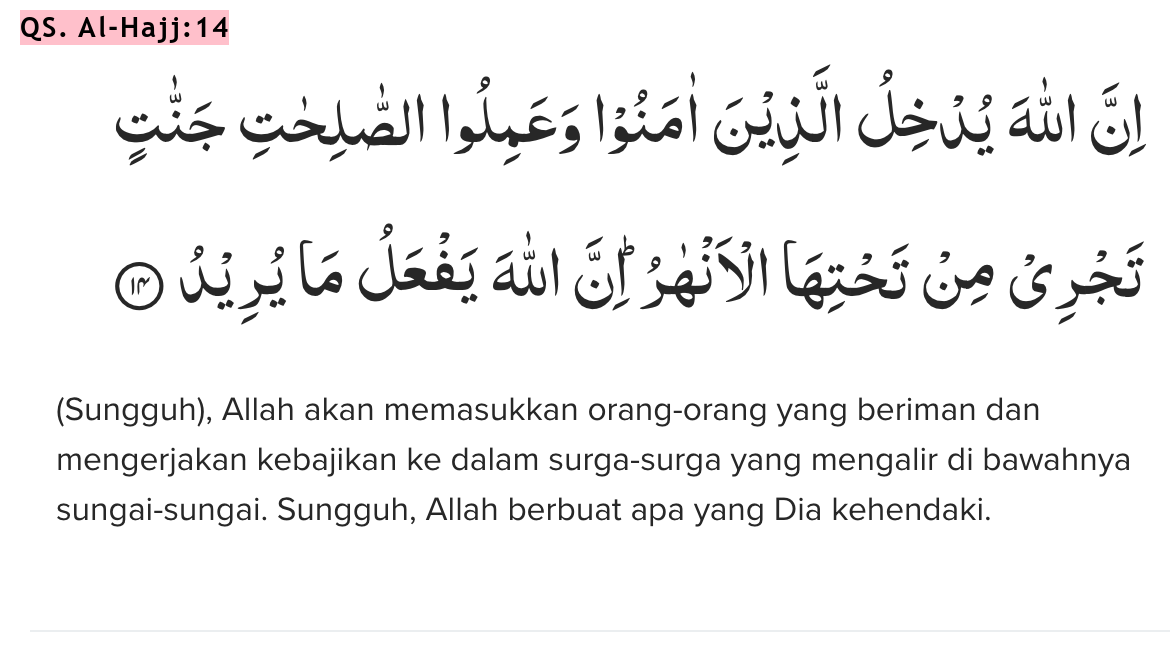 QS. Al-Hajj:14
اِنَّ اللّٰهَ يُدْخِلُ الَّذِيْنَ اٰمَنُوْا وَعَمِلُوا الصّٰلِحٰتِ جَنّٰتٍ
تَجْرِيْ مِنْ تَحْتِهَا الْاَنْهٰرُۗ اِنَّ اللّٰهَ يَفْعَلُ مَا يُرِيْدُ ۝١٤
(Sungguh), Allah akan memasukkan orang-orang yang beriman dan
mengerjakan kebajikan ke dalam surga-surga yang mengalir di bawahnya
sungai-sungai. Sungguh, Allah berbuat apa yang Dia kehendaki.